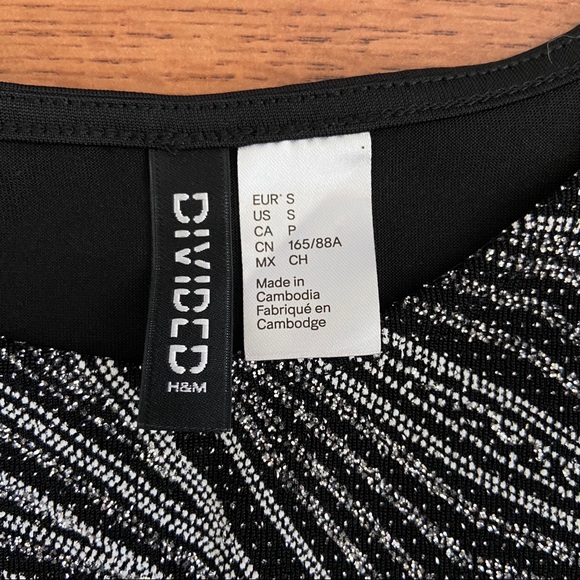 DIVIDED
H&M
EUR* S
US S
CA P
CN 165/88A
MX CH
Made in
Cambodia
Fabriqué en
Cambodge